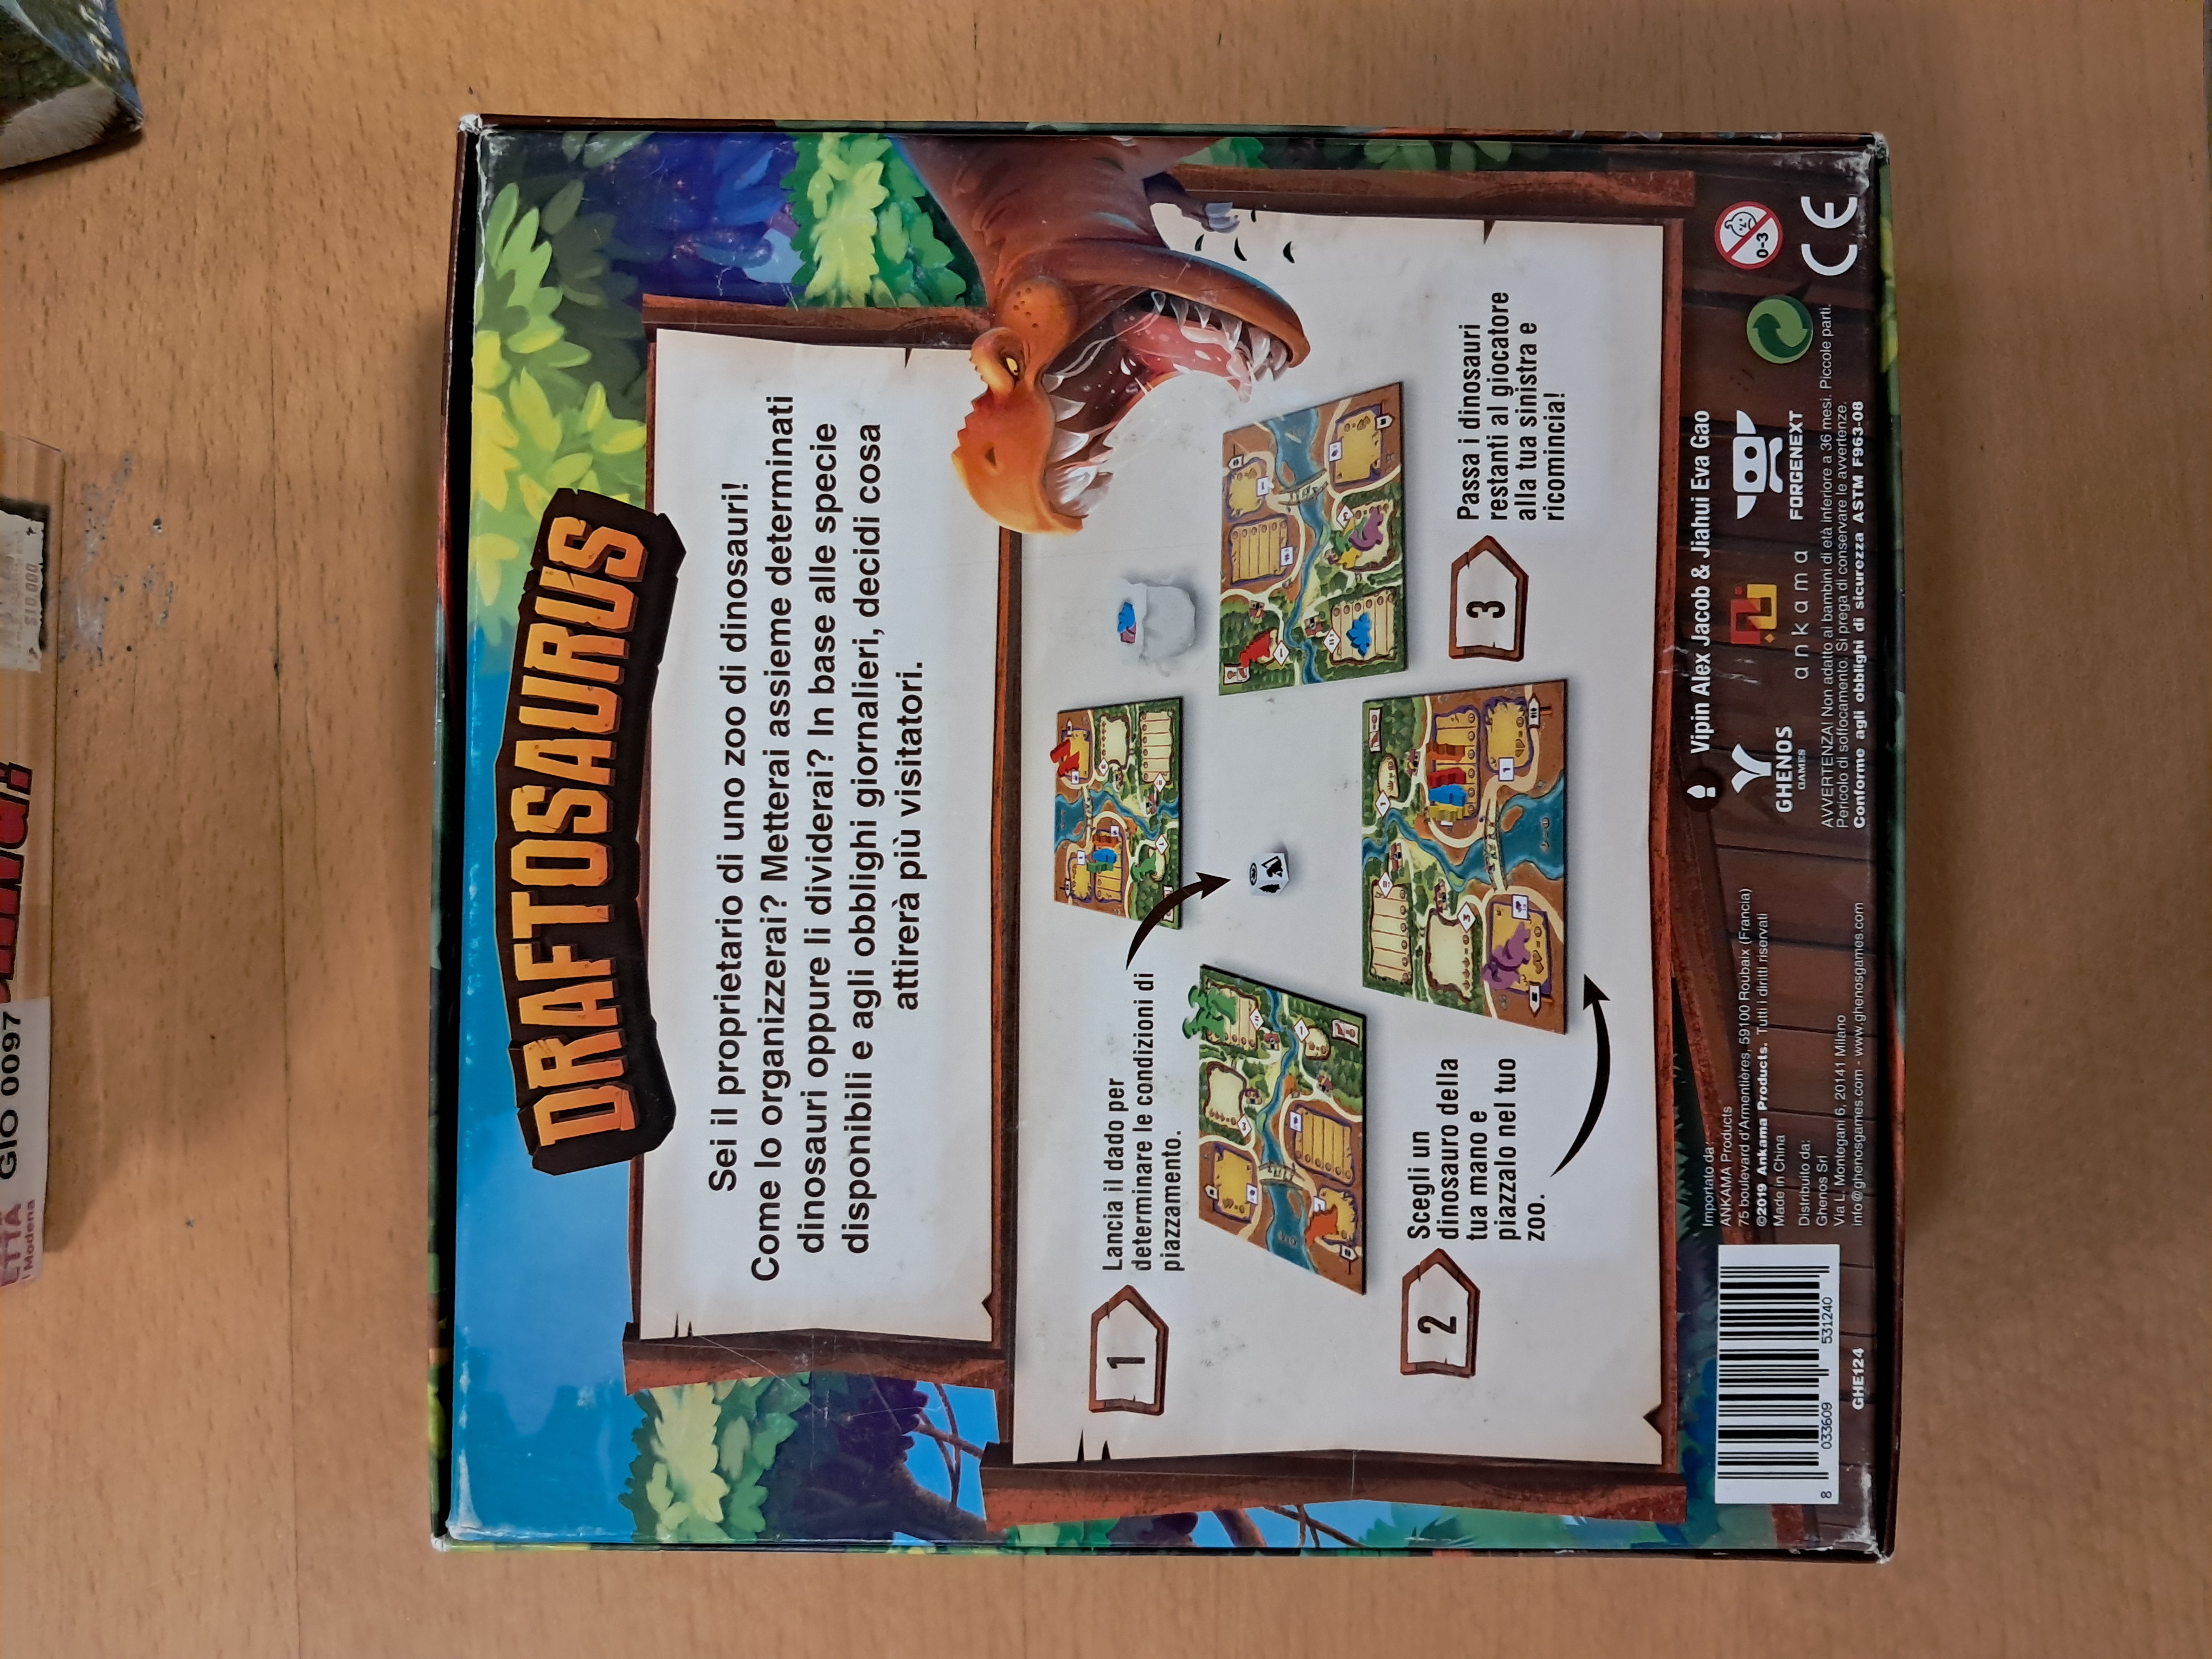 ETTA
Modena
GIO 0097
$10,000
DRAFTOSAURUS
Sei il proprietario di uno zoo di dinosauri!
Come lo organizzerai? Metterai assieme determinati
dinosauri oppure li dividerai? In base alle specie
disponibili e agli obblighi giornalieri, decidi cosa
attirerà più visitatori.
1
Lancia il dado per
determinare le condizioni di
piazzamento.
2
Scegli un
dinosauro della
tua mano e
piazzalo nel tuo
zoo.
3
Passa i dinosauri
restanti al giocatore
alla tua sinistra e
ricomincia!
Importato da:
ANKAMA Products
75 boulevard d'Armentières, 59100 Roubaix (Francia)
©2019 Ankama Products. Tutti i diritti riservati
Made in China
Distribuito da:
Ghenos Srl
Via L. Montegani 6, 20141 Milano
info@ghenosgames.com - www.ghenosgames.com
8 033609 531240
GHE124
Vipin Alex Jacob & Jiahui Eva Gao
GHENOS
GAMES
ankama
FORGENEXT
0-3
CE
AVVERTENZA! Non adatto ai bambini di età inferiore a 36 mesi. Piccole parti.
Pericolo di soffocamento. Si prega di conservare le avvertenze.
Conforme agli obblighi di sicurezza ASTM F963-08